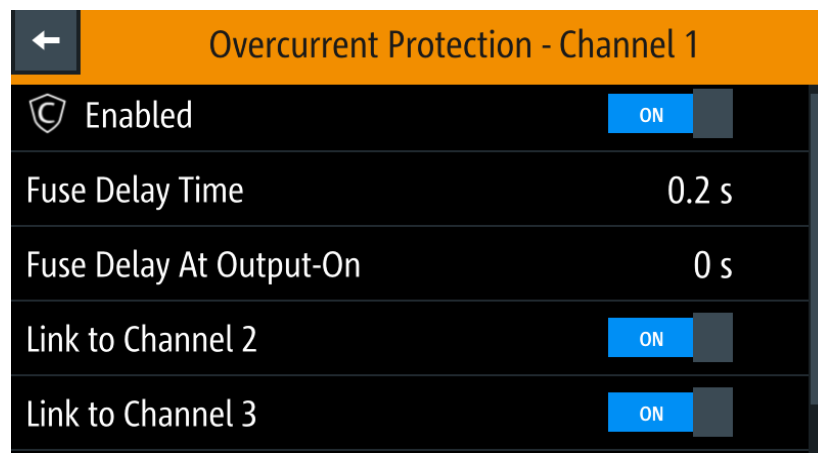 Overcurrent Protection - Channel 1
C Enabled ON
Fuse Delay Time 0.2 s
Fuse Delay At Output-On 0 s
Link to Channel 2 ON
Link to Channel 3 ON